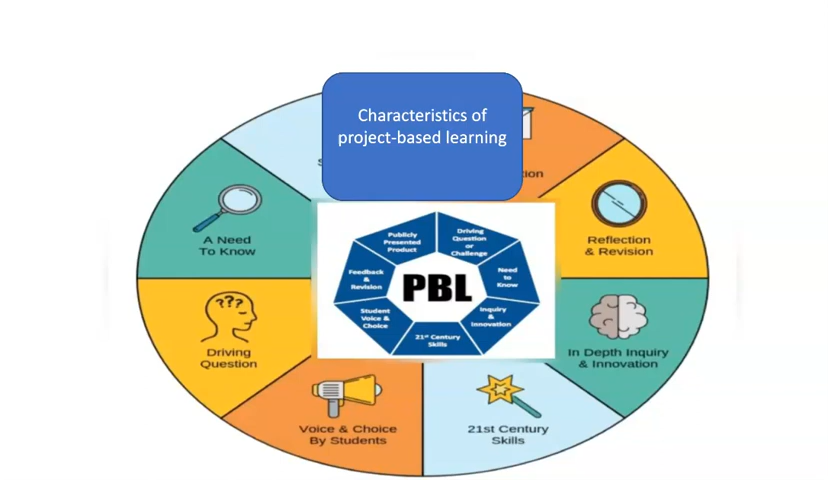 Characteristics of
project-based learning
A Need
To Know
Reflection
& Revision
Publicly
Presented
Product
Driving
Question
or
Challenge
Feedback
&
Revision
Need
to
Know
PBL
Student
Voice &
Choice
Inquiry
&
Innovation
21st Century
Skills
???
Driving
Question
In Depth Inquiry
& Innovation
Voice & Choice
By Students
21st Century
Skills